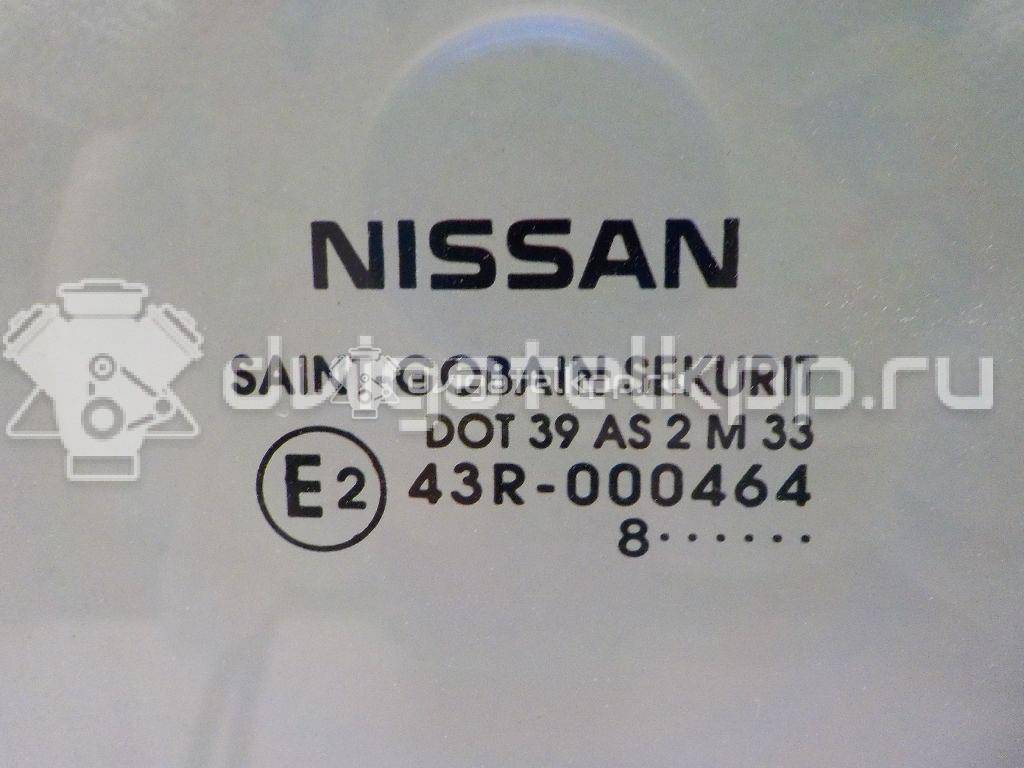 NISSAN
SAINT-GOBAIN SEKURIT
dvigatelkpp.ru
DOT 39 AS 2 M 33
E2 43R-000464
8······